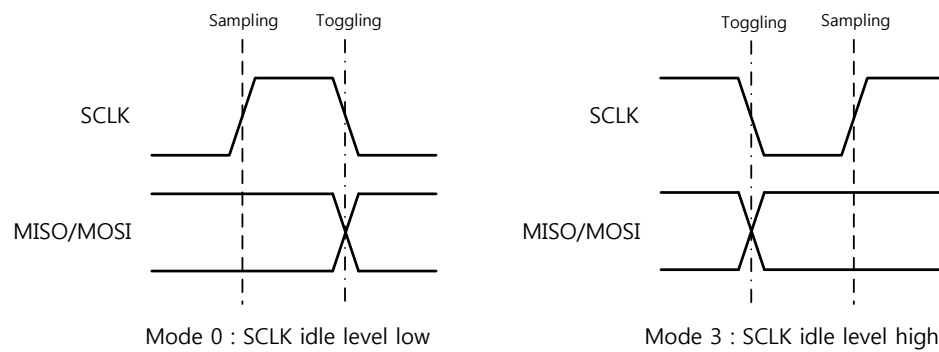 Sampling Toggling
SCLK
MISO/MOSI
Mode 0 : SCLK idle level low
Toggling Sampling
SCLK
MISO/MOSI
Mode 3 : SCLK idle level high